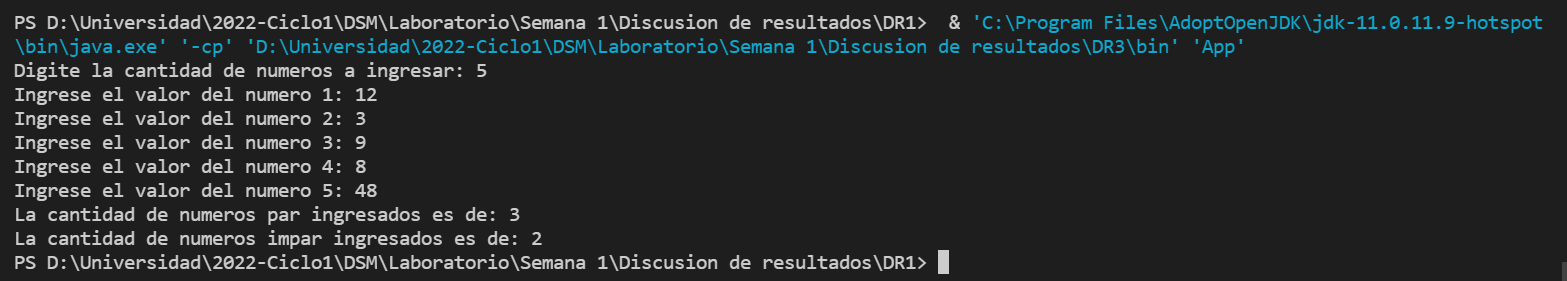 PS D:\Universidad\2022-Ciclo1\DSM\Laboratorio\Semana 1\Discusion de resultados\DR1>  & 'C:\Program Files\AdoptOpenJDK\jdk-11.0.11.9-hotspot
\bin\java.exe' '-cp' 'D:\Universidad\2022-Ciclo1\DSM\Laboratorio\Semana 1\Discusion de resultados\DR3\bin' 'App'
Digite la cantidad de numeros a ingresar: 5
Ingrese el valor del numero 1: 12
Ingrese el valor del numero 2: 3
Ingrese el valor del numero 3: 9
Ingrese el valor del numero 4: 8
Ingrese el valor del numero 5: 48
La cantidad de numeros par ingresados es de: 3
La cantidad de numeros impar ingresados es de: 2
PS D:\Universidad\2022-Ciclo1\DSM\Laboratorio\Semana 1\Discusion de resultados\DR1>